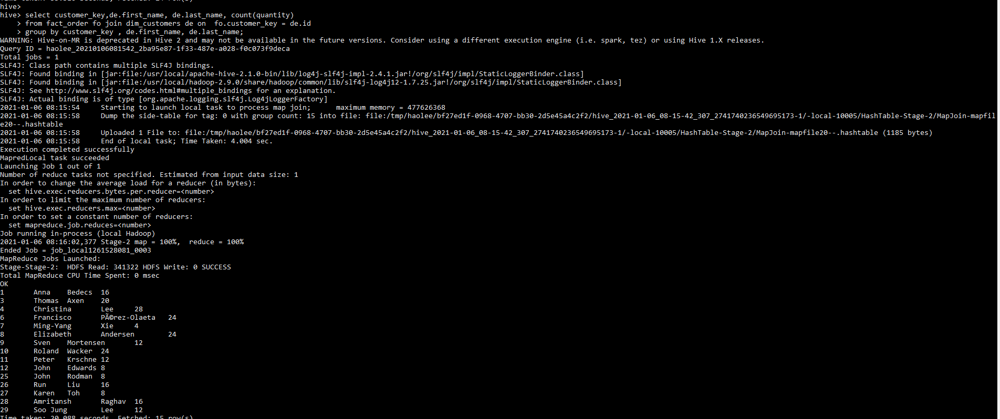 hive>
hive> select customer_key,de.first_name, de.last_name, count(quantity)
    > from fact_order fo join dim_customers de on  fo.customer_key = de.id
    > group by customer_key , de.first_name, de.last_name;
WARNING: Hive-on-MR is deprecated in Hive 2 and may not be available in the future versions. Consider using a different execution engine (i.e. spark, tez) or using Hive 1.X releases.
Query ID = haolee_20210106081542_2ba95e87-1f33-487e-a028-f0c073f9deca
Total jobs = 1
SLF4J: Class path contains multiple SLF4J bindings.
SLF4J: Found binding in [jar:file:/usr/local/apache-hive-2.1.0-bin/lib/log4j-slf4j-impl-2.4.1.jar!/org/slf4j/impl/StaticLoggerBinder.class]
SLF4J: Found binding in [jar:file:/usr/local/hadoop-2.9.0/share/hadoop/common/lib/slf4j-log4j12-1.7.25.jar!/org/slf4j/impl/StaticLoggerBinder.class]
SLF4J: See http://www.slf4j.org/codes.html#multiple_bindings for an explanation.
SLF4J: Actual binding is of type [org.apache.logging.slf4j.Log4jLoggerFactory]
2021-01-06 08:15:54     Starting to launch local task to process map join;      maximum memory = 477626368
2021-01-06 08:15:58     Dump the side-table for tag: 0 with group count: 15 into file: file:/tmp/haolee/bf27ed1f-0968-4707-bb30-2d5e45a4c2f2/hive_2021-01-06_08-15-42_307_2741740236549695173-1/-local-10005/HashTable-Stage-2/MapJoin-mapfil
e20--.hashtable
2021-01-06 08:15:58     Uploaded 1 File to: file:/tmp/haolee/bf27ed1f-0968-4707-bb30-2d5e45a4c2f2/hive_2021-01-06_08-15-42_307_2741740236549695173-1/-local-10005/HashTable-Stage-2/MapJoin-mapfile20--.hashtable (1185 bytes)
2021-01-06 08:15:58     End of local task; Time Taken: 4.004 sec.
Execution completed successfully
MapredLocal task succeeded
Launching Job 1 out of 1
Number of reduce tasks not specified. Estimated from input data size: 1
In order to change the average load for a reducer (in bytes):
  set hive.exec.reducers.bytes.per.reducer=<number>
In order to limit the maximum number of reducers:
  set hive.exec.reducers.max=<number>
In order to set a constant number of reducers:
  set mapreduce.job.reduces=<number>
Job running in-process (local Hadoop)
2021-01-06 08:16:02,377 Stage-2 map = 100%,  reduce = 100%
Ended Job = job_local1261528081_0003
MapReduce Jobs Launched:
Stage-Stage-2:  HDFS Read: 341322 HDFS Write: 0 SUCCESS
Total MapReduce CPU Time Spent: 0 msec
OK
1       Anna    Bedecs  16
3       Thomas  Axen    20
4       Christina       Lee     28
6       Francisco       PÃ©rez-Olaeta   24
7       Ming-Yang       Xie     4
8       Elizabeth       Andersen        24
9       Sven    Mortensen       12
10      Roland  Wacker  24
11      Peter   Krschne 12
12      John    Edwards 8
25      John    Rodman  8
26      Run     Liu     16
27      Karen   Toh     8
28      Amritansh       Raghav  16
29      Soo Jung        Lee     12
Time taken: 20.088 seconds, Fetched: 15 row(s)